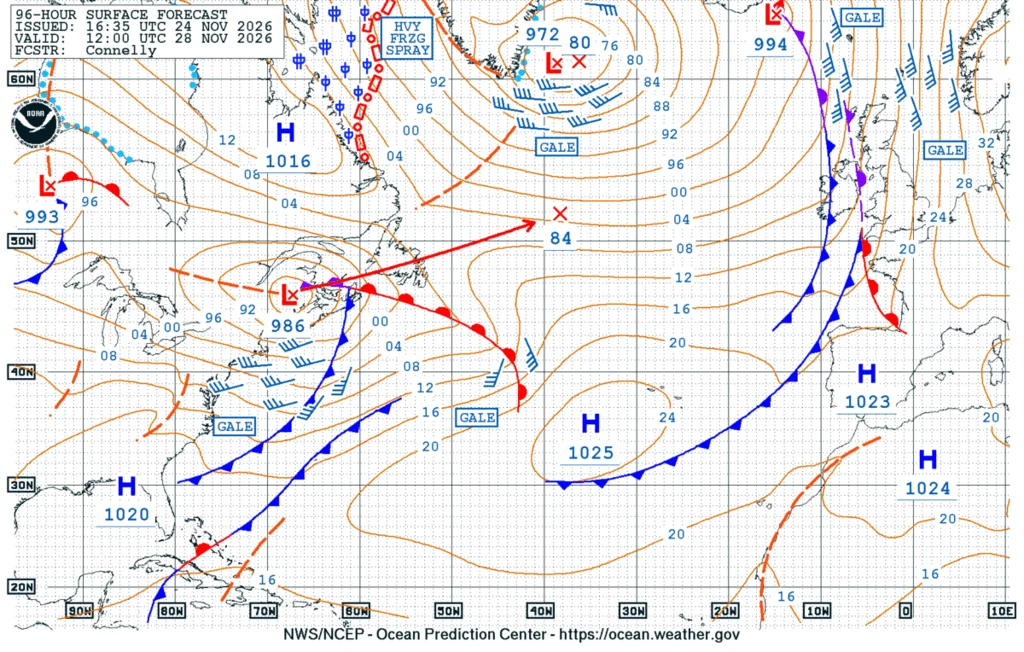 96-HOUR SURFACE FORECAST
ISSUED: 16:35 UTC 24 NOV 2026
VALID: 12:00 UTC 28 NOV 2026
FCSTR: Connelly
HVY
FRZG
SPRAY
972 80 76
994
GALE
60N
92
80
84
NOAA
96
88
12
H
00
GALE
92
GALE
32
1016
04
08
96
28
L
04
00
993
96
04
24
84
50N
08
20
12
L
92
96
16
986
00
00
04
04
20
08
08
40N
12
H
1023
16
GALE
GALE
24
H
20
1025
20
H
30N
H
1024
1020
20
20
16
16
20N
16
90W 80W 70W 60W 50W 40W 30W 20W 10W 0 10E
NWS/NCEP - Ocean Prediction Center - https://ocean.weather.gov